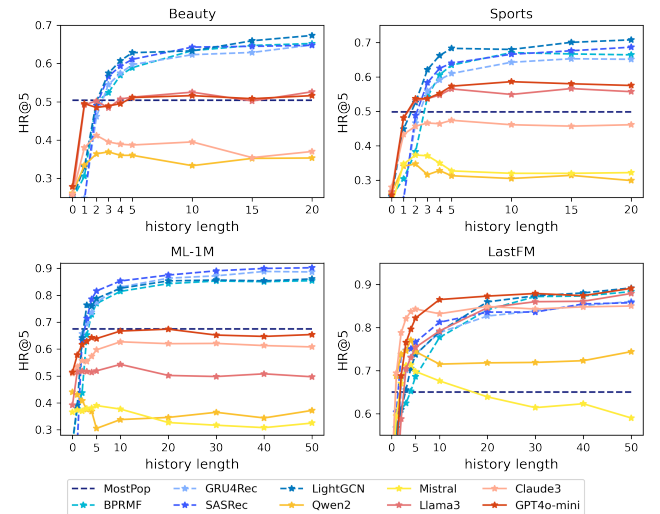 Beauty
0.7
0.6
0.5
0.4
0.3
HR@5
0 1 2 3 4 5 10 15 20
history length
Sports
0.7
0.6
0.5
0.4
0.3
HR@5
0 1 2 3 4 5 10 15 20
history length
ML-1M
0.9
0.8
0.7
0.6
0.5
0.4
0.3
HR@5
0 5 10 20 30 40 50
history length
LastFM
0.9
0.8
0.7
0.6
HR@5
0 5 10 20 30 40 50
history length
MostPop GRU4Rec LightGCN Mistral Claude3
BPRMF SASRec Qwen2 Llama3 GPT4o-mini